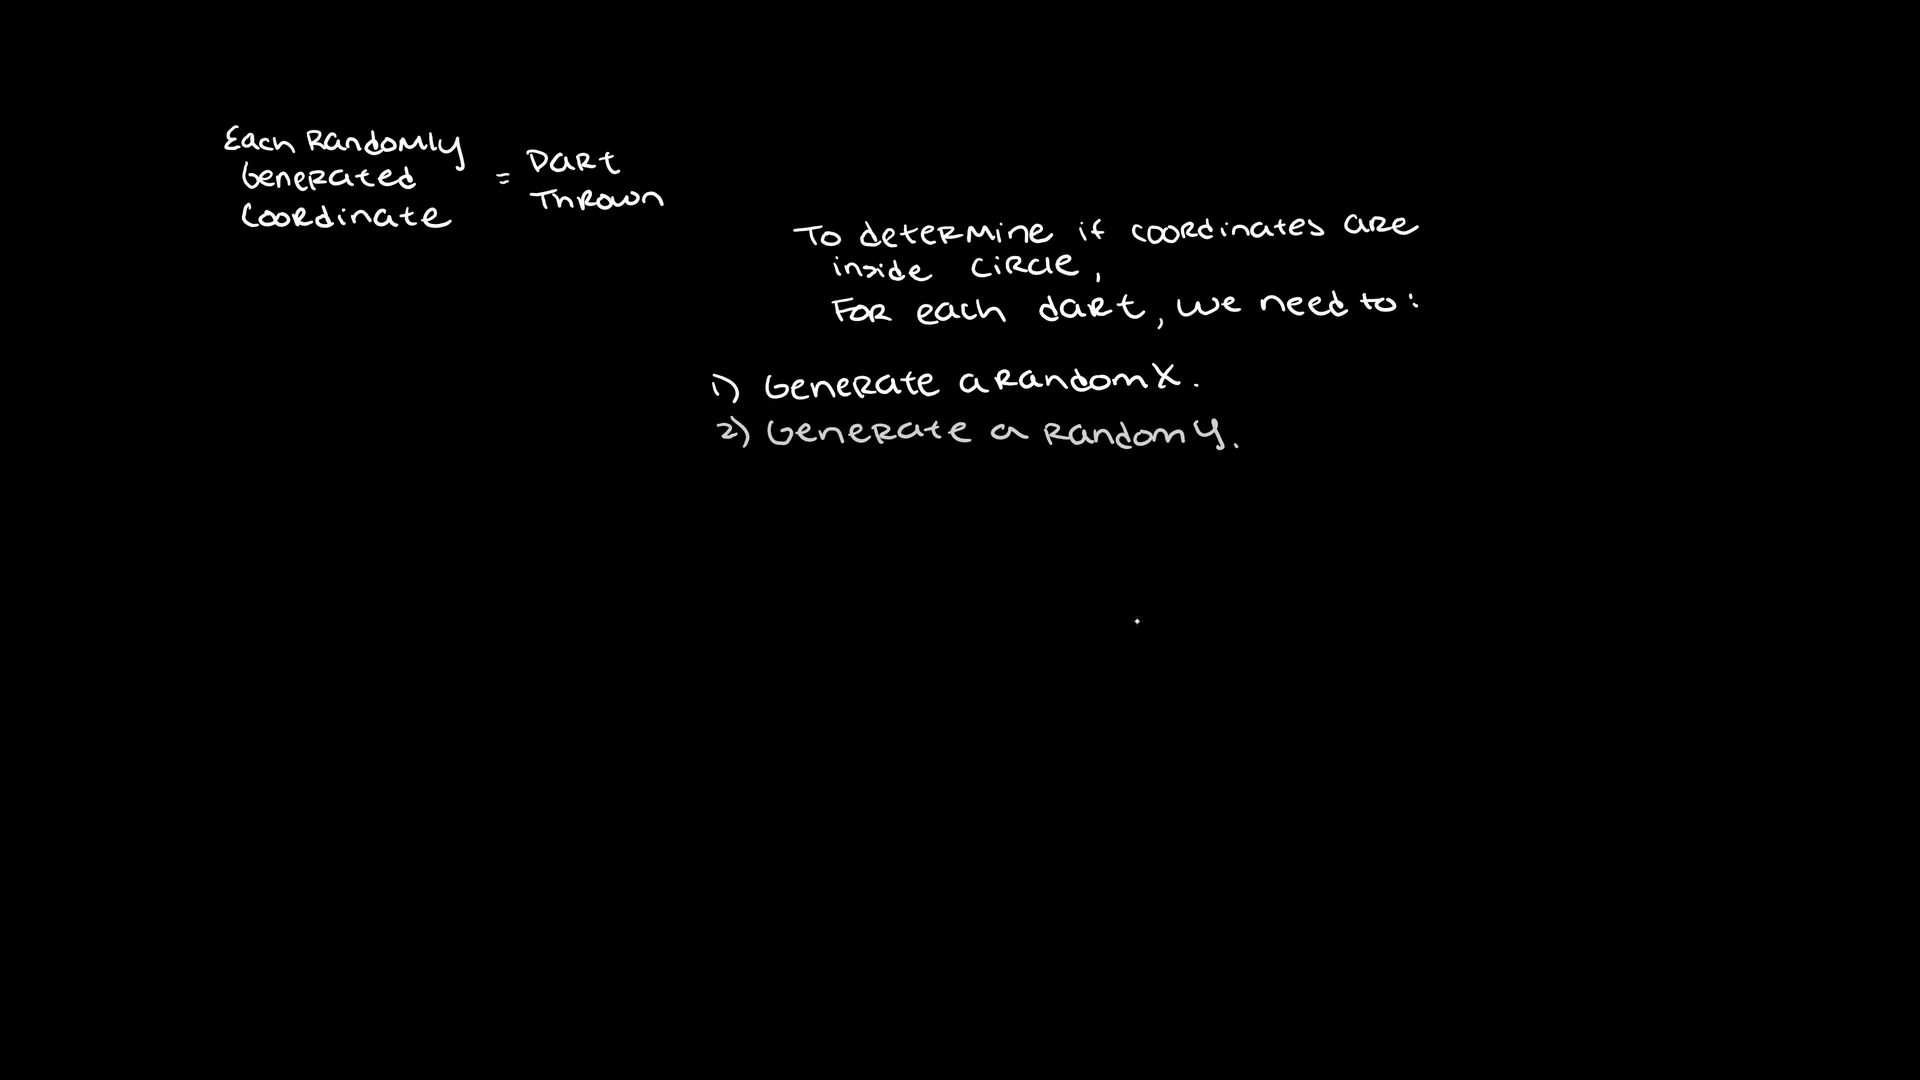 Each Randomly
Generated
Coordinate
= Dart
Thrown
To determine if coordinates are
inside circle,
For each dart, we need to:
1) Generate a random X.
2) Generate a random Y.